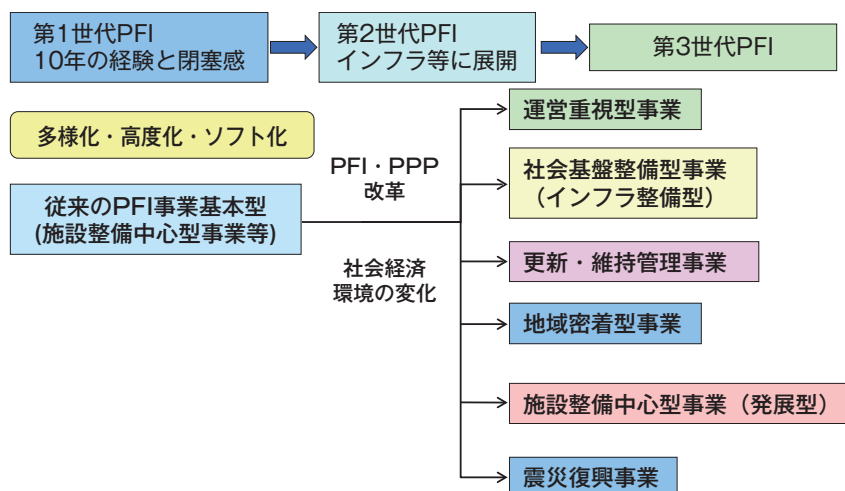 第1世代PFI
10年の経験と閉塞感
第2世代PFI
インフラ等に展開
第3世代PFI
多様化・高度化・ソフト化
従来のPFI事業基本型
(施設整備中心型事業等)
PFI・PPP
改革
社会経済
環境の変化
運営重視型事業
社会基盤整備型事業
（インフラ整備型）
更新・維持管理事業
地域密着型事業
施設整備中心型事業（発展型）
震災復興事業